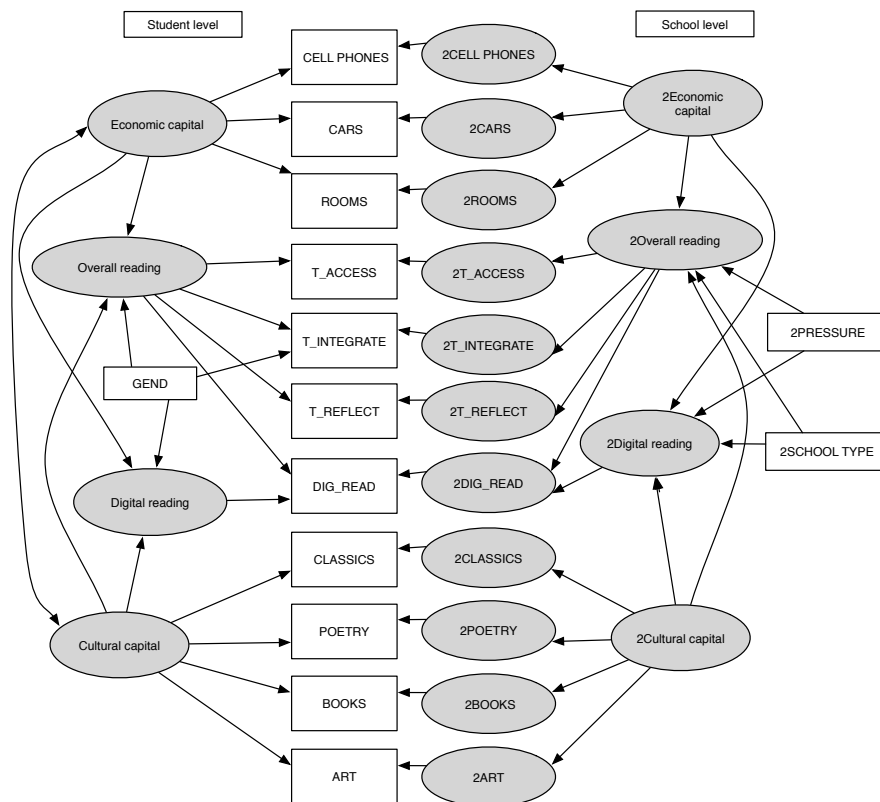 Student level
School level
CELL PHONES
2CELL PHONES
2Economic
capital
Economic capital
CARS
2CARS
ROOMS
2ROOMS
2Overall reading
Overall reading
T_ACCESS
2T_ACCESS
T_INTEGRATE
2T_INTEGRATE
2PRESSURE
GEND
T_REFLECT
2T_REFLECT
2Digital reading
2SCHOOL TYPE
DIG_READ
2DIG_READ
Digital reading
CLASSICS
2CLASSICS
Cultural capital
POETRY
2POETRY
2Cultural capital
BOOKS
2BOOKS
ART
2ART